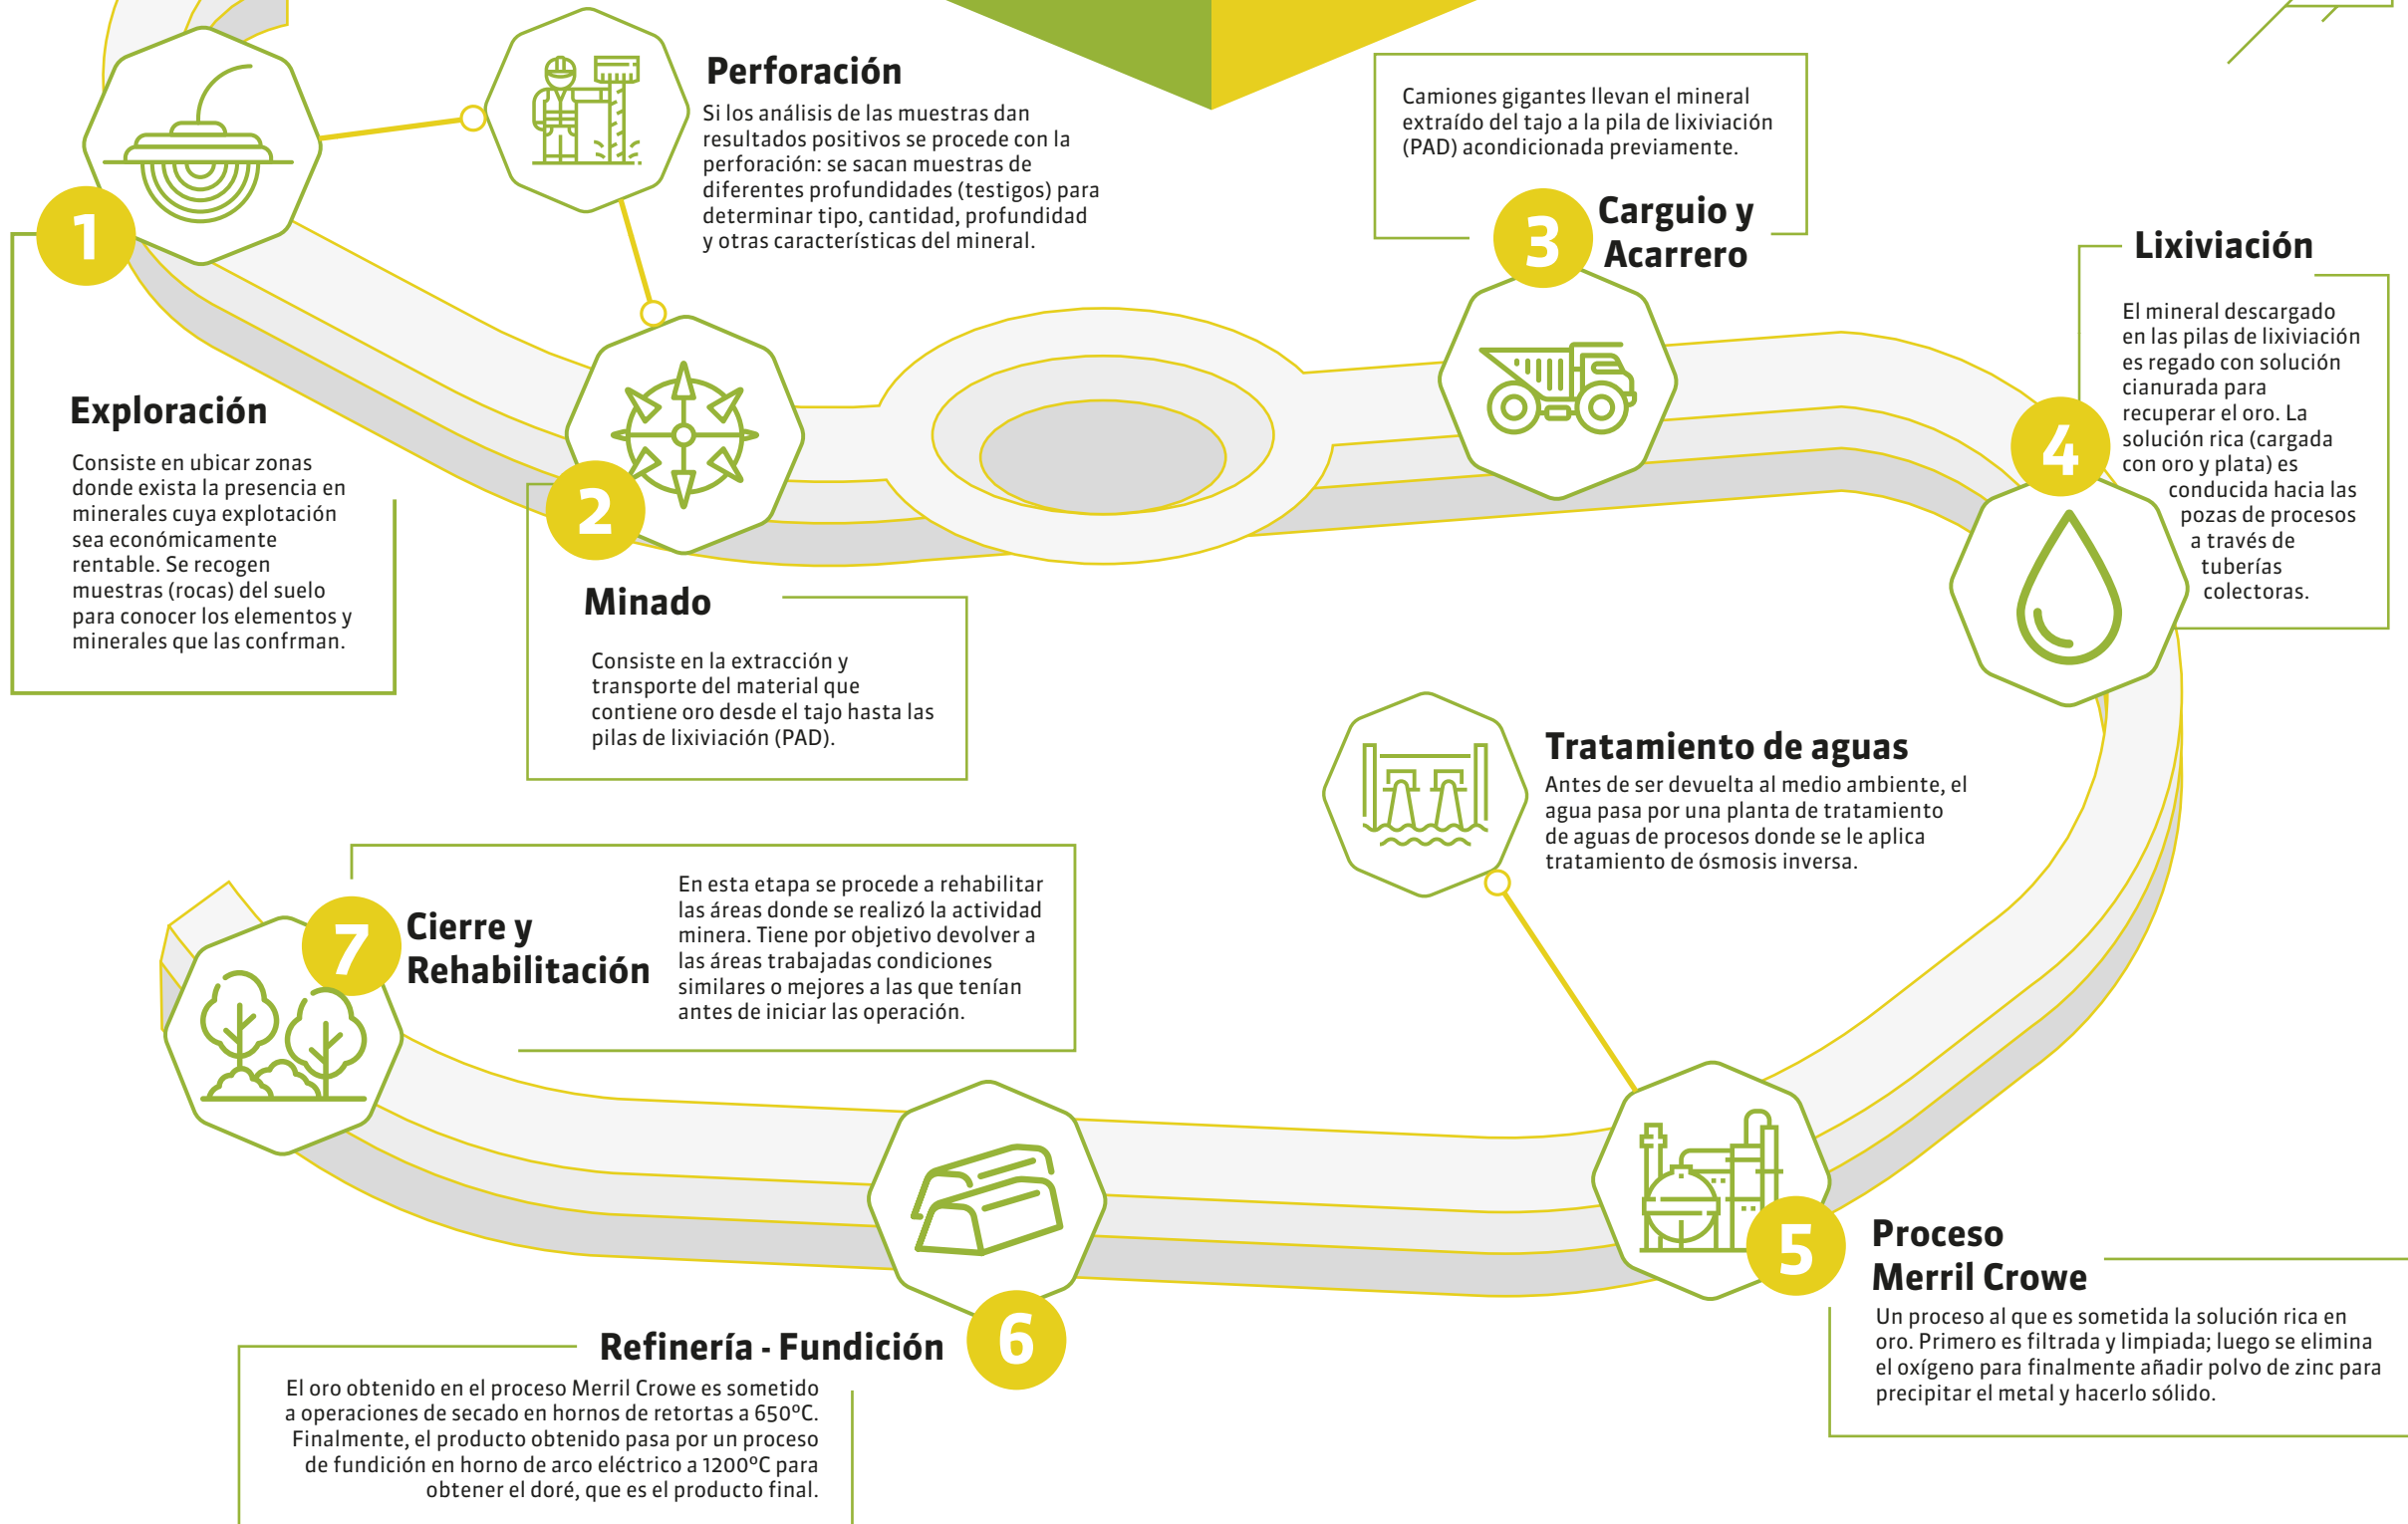 1
Exploración
Consiste en ubicar zonas
donde exista la presencia en
minerales cuya explotación
sea económicamente
rentable. Se recogen
muestras (rocas) del suelo
para conocer los elementos y
minerales que las confrman.
Perforación
Si los análisis de las muestras dan
resultados positivos se procede con la
perforación: se sacan muestras de
diferentes profundidades (testigos) para
determinar tipo, cantidad, profundidad
y otras características del mineral.
2
Minado
Consiste en la extracción y
transporte del material que
contiene oro desde el tajo hasta las
pilas de lixiviación (PAD).
Camiones gigantes llevan el mineral
extraído del tajo a la pila de lixiviación
(PAD) acondicionada previamente.
3
Carguio y
Acarrero
4
Lixiviación
El mineral descargado
en las pilas de lixiviación
es regado con solución
cianurada para
recuperar el oro. La
solución rica (cargada
con oro y plata) es
conducida hacia las
pozas de procesos
a través de
tuberías
colectoras.
Tratamiento de aguas
Antes de ser devuelta al medio ambiente, el
agua pasa por una planta de tratamiento
de aguas de procesos donde se le aplica
tratamiento de ósmosis inversa.
5
Proceso
Merril Crowe
Un proceso al que es sometida la solución rica en
oro. Primero es filtrada y limpiada; luego se elimina
el oxígeno para finalmente añadir polvo de zinc para
precipitar el metal y hacerlo sólido.
Refinería - Fundición
6
El oro obtenido en el proceso Merril Crowe es sometido
a operaciones de secado en hornos de retortas a 650°C.
Finalmente, el producto obtenido pasa por un proceso
de fundición en horno de arco eléctrico a 1200°C para
obtener el doré, que es el producto final.
7
Cierre y
Rehabilitación
En esta etapa se procede a rehabilitar
las áreas donde se realizó la actividad
minera. Tiene por objetivo devolver a
las áreas trabajadas condiciones
similares o mejores a las que tenían
antes de iniciar las operación.